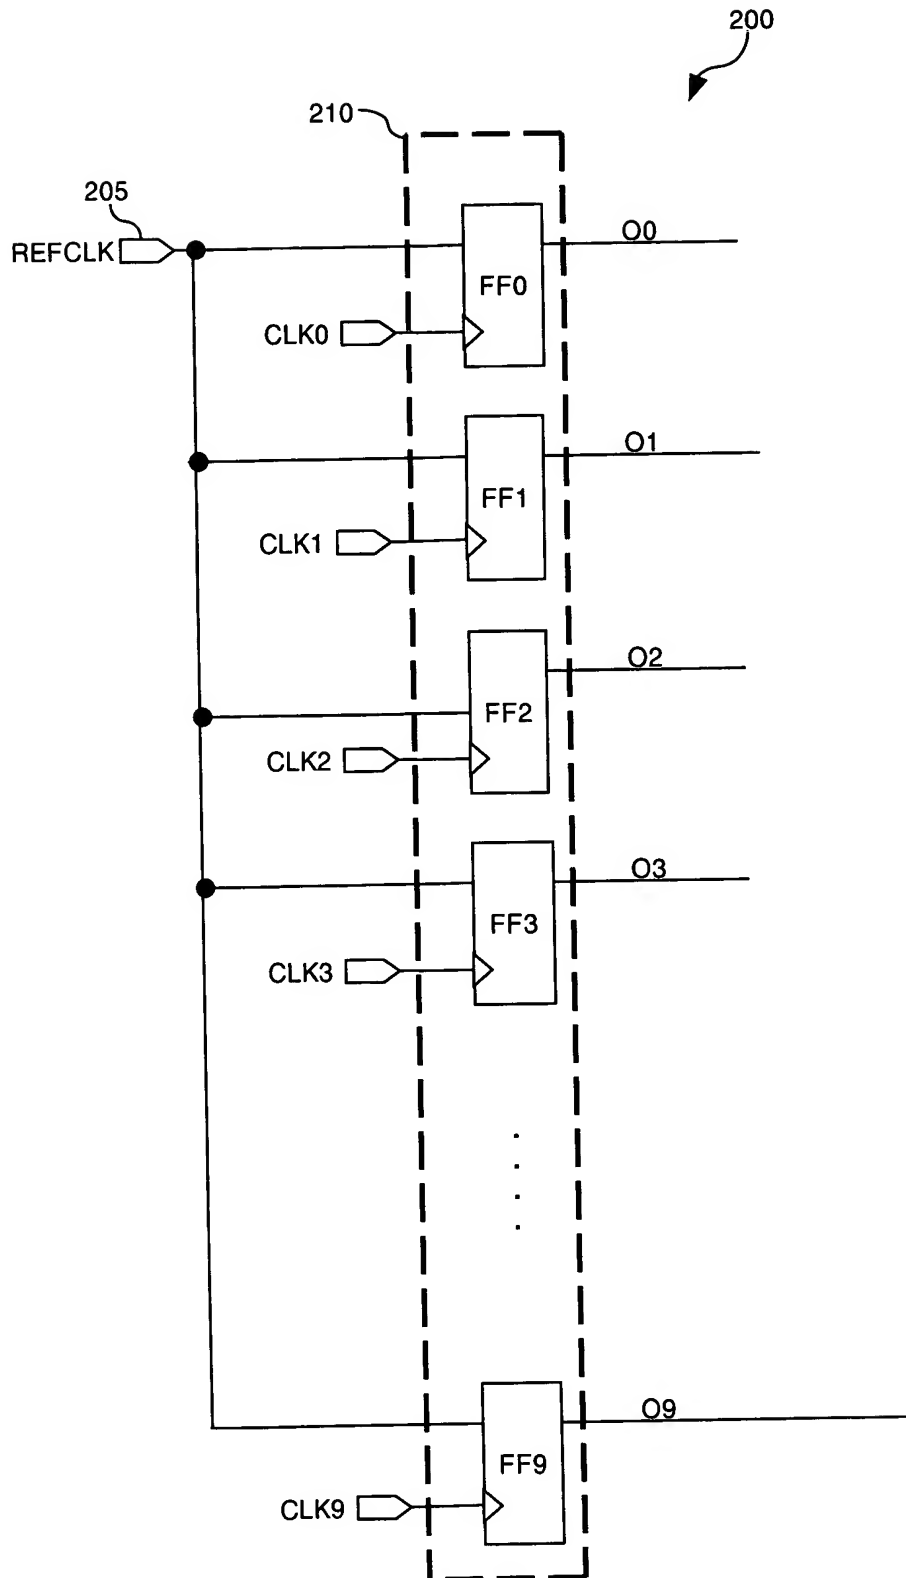 200
210
205
REFCLK
O0
FF0
CLK0
O1
FF1
CLK1
O2
FF2
CLK2
O3
FF3
CLK3
O9
FF9
CLK9